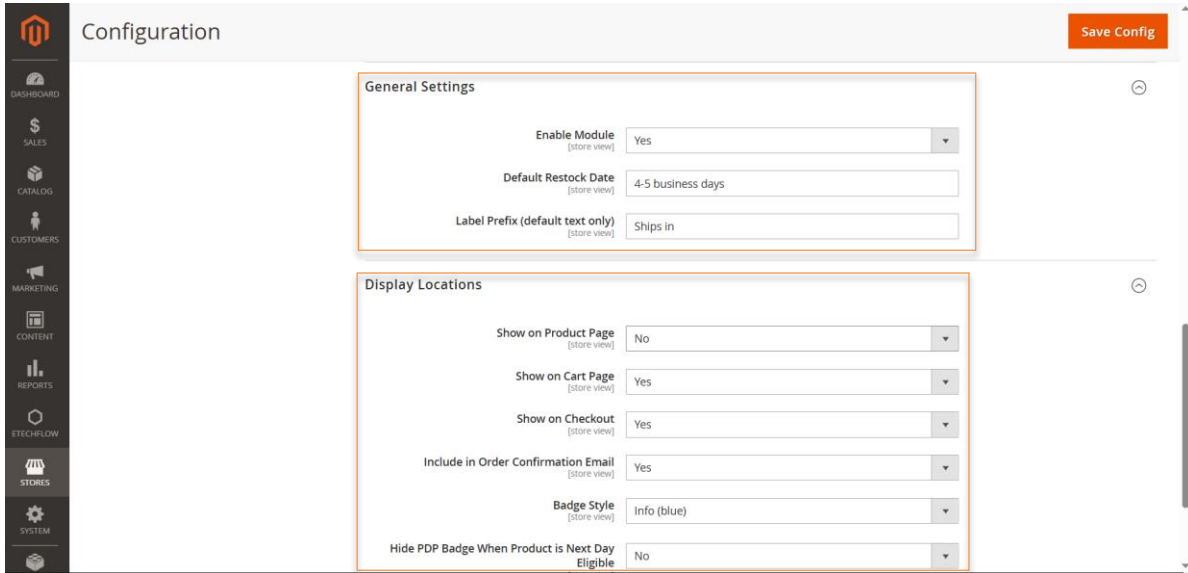 Configuration
Save Config
DASHBOARD
SALES
CATALOG
CUSTOMERS
MARKETING
CONTENT
REPORTS
ETECHFLOW
STORES
SYSTEM
General Settings
Enable Module
[store view]
Yes
Default Restock Date
[store view]
4-5 business days
Label Prefix (default text only)
[store view]
Ships in
Display Locations
Show on Product Page
[store view]
No
Show on Cart Page
[store view]
Yes
Show on Checkout
[store view]
Yes
Include in Order Confirmation Email
[store view]
Yes
Badge Style
[store view]
Info (blue)
Hide PDP Badge When Product is Next Day
Eligible
No